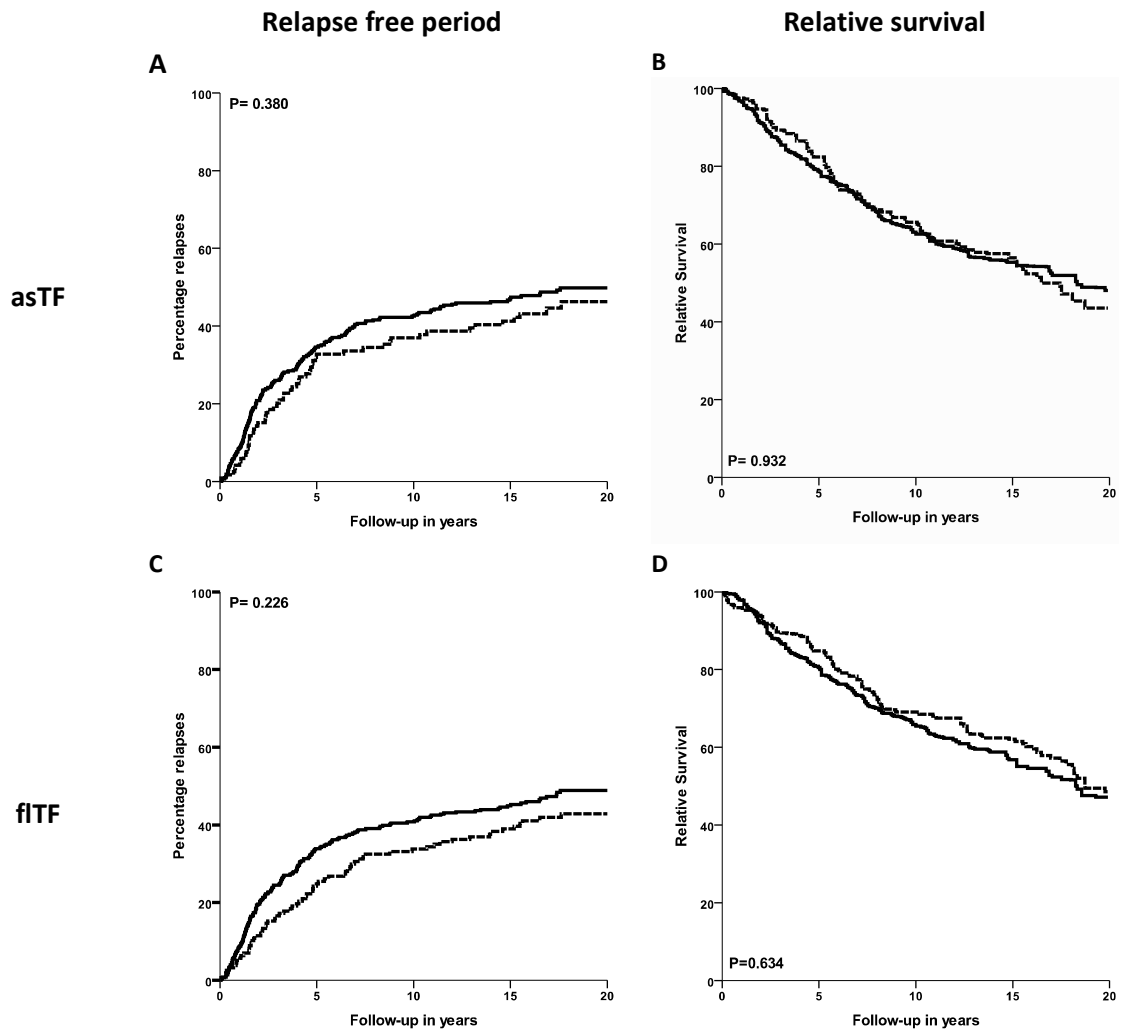 Relapse free period
Relative survival
A
B
asTF
P= 0.380
100
80
60
40
20
0
Percentage relapses
0 5 10 15 20
Follow-up in years
100
80
60
40
20
0
Relative Survival
P= 0.932
0 5 10 15 20
Follow-up in years
C
D
flTF
P= 0.226
100
80
60
40
20
0
Percentage relapses
0 5 10 15 20
Follow-up in years
100
80
60
40
20
0
Relative Survival
P=0.634
0 5 10 15 20
Follow-up in years